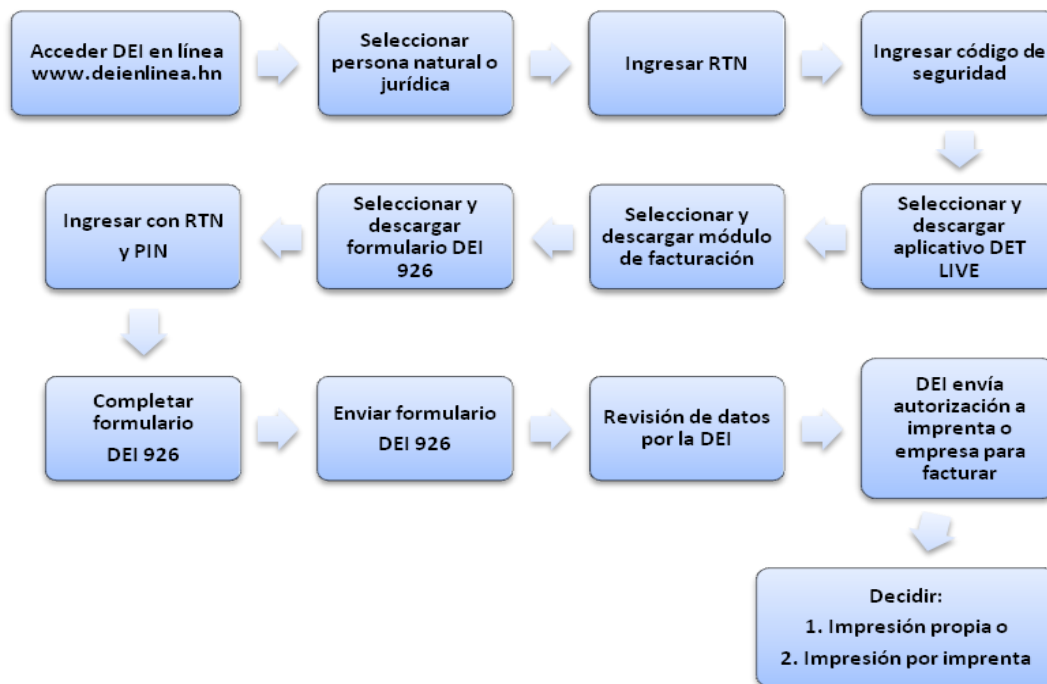 Acceder DEI en línea
www.deienlinea.hn
Seleccionar
persona natural o
jurídica
Ingresar RTN
Ingresar código de
seguridad
Seleccionar y
descargar
aplicativo DET
LIVE
Seleccionar y
descargar módulo
de facturación
Seleccionar y
descargar
formulario DEI
926
Ingresar con RTN
y PIN
Completar
formulario
DEI 926
Enviar formulario
DEI 926
Revisión de datos
por la DEI
DEI envía
autorización a
imprenta o
empresa para
facturar
Decidir:
1. Impresión propia o
2. Impresión por imprenta